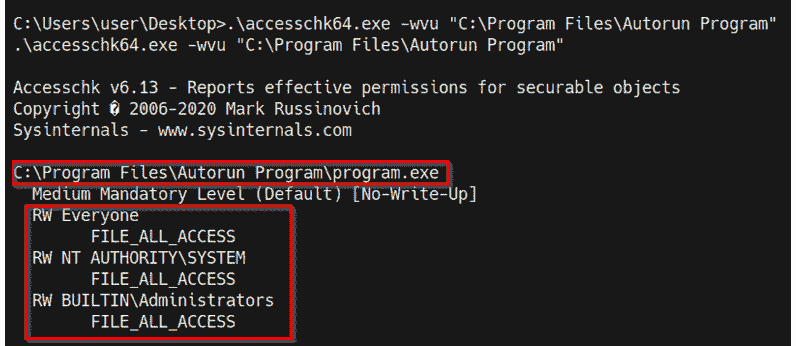 C:\Users\user\Desktop>.\accesschk64.exe -wvu "C:\Program Files\Autorun Program"
.\accesschk64.exe -wvu "C:\Program Files\Autorun Program"
Accesschk v6.13 - Reports effective permissions for securable objects
Copyright � 2006-2020 Mark Russinovich
Sysinternals - www.sysinternals.com
C:\Program Files\Autorun Program\program.exe
Medium Mandatory Level (Default) [No-Write-Up]
RW Everyone
FILE_ALL_ACCESS
RW NT AUTHORITY\SYSTEM
FILE_ALL_ACCESS
RW BUILTIN\Administrators
FILE_ALL_ACCESS